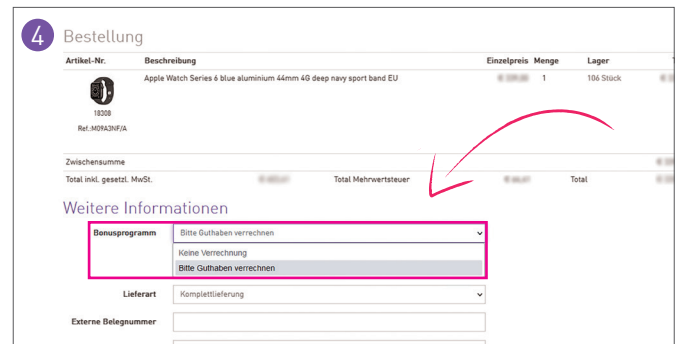 4 Bestellung
Artikel-Nr. Beschreibung Einzelpreis Menge Lager
Apple Watch Series 6 blue aluminium 44mm 4G deep navy sport band EU 1 106 Stück
18308
Ref.:M09A3NF/A
Zwischensumme
Total inkl. gesetzl. MwSt. Total Mehrwertsteuer Total
Weitere Informationen
Bonusprogramm Bitte Guthaben verrechnen
Keine Verrechnung
Bitte Guthaben verrechnen
Lieferart Komplettlieferung
Externe Belegnummer